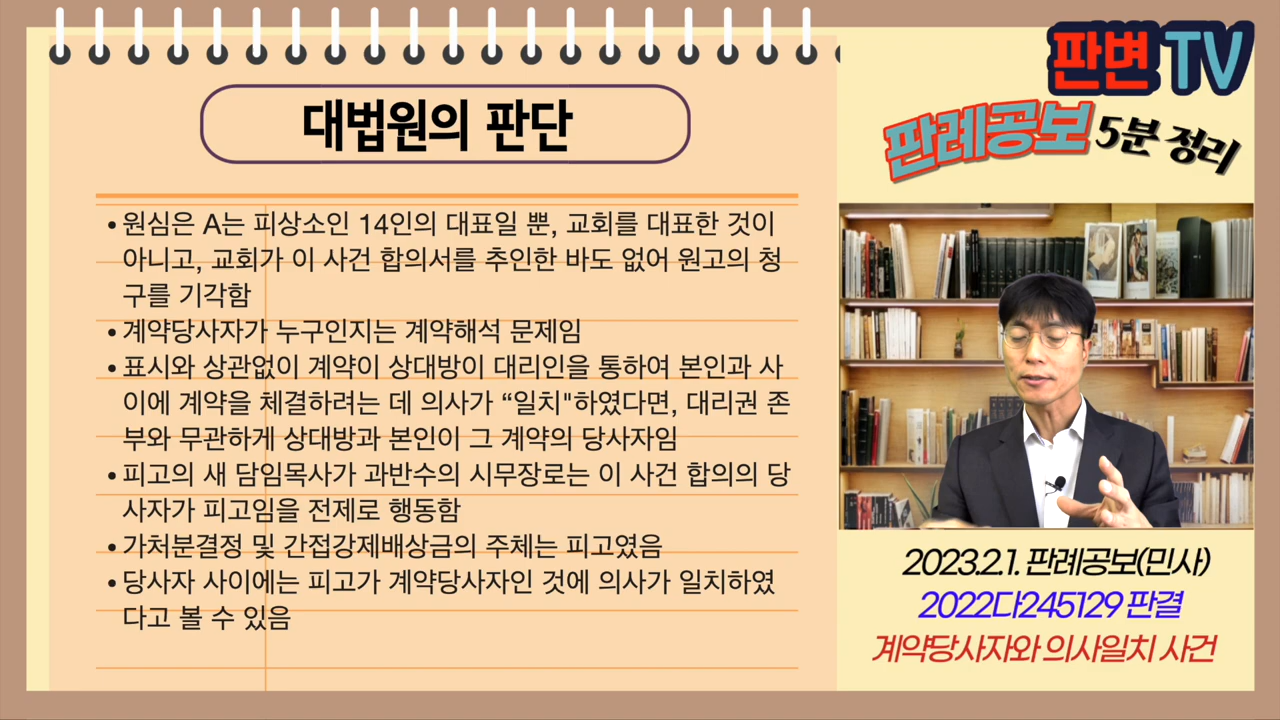 판변 TV
판례공보 5분 정리
대법원의 판단
•원심은 A는 피상소인 14인의 대표일 뿐, 교회를 대표한 것이
아니고, 교회가 이 사건 합의서를 추인한 바도 없어 원고의 청
구를 기각함
•계약당사자가 누구인지는 계약해석 문제임
•표시와 상관없이 계약이 상대방이 대리인을 통하여 본인과 사
이에 계약을 체결하려는 데 의사가 “일치"하였다면, 대리권 존
부와 무관하게 상대방과 본인이 그 계약의 당사자임
•피고의 새 담임목사가 과반수의 시무장로는 이 사건 합의의 당
사자가 피고임을 전제로 행동함
•가처분결정 및 간접강제배상금의 주체는 피고였음
•당사자 사이에는 피고가 계약당사자인 것에 의사가 일치하였
다고 볼 수 있음
2023.2.1. 판례공보(민사)
2022다245129 판결
계약당사자와 의사일치 사건